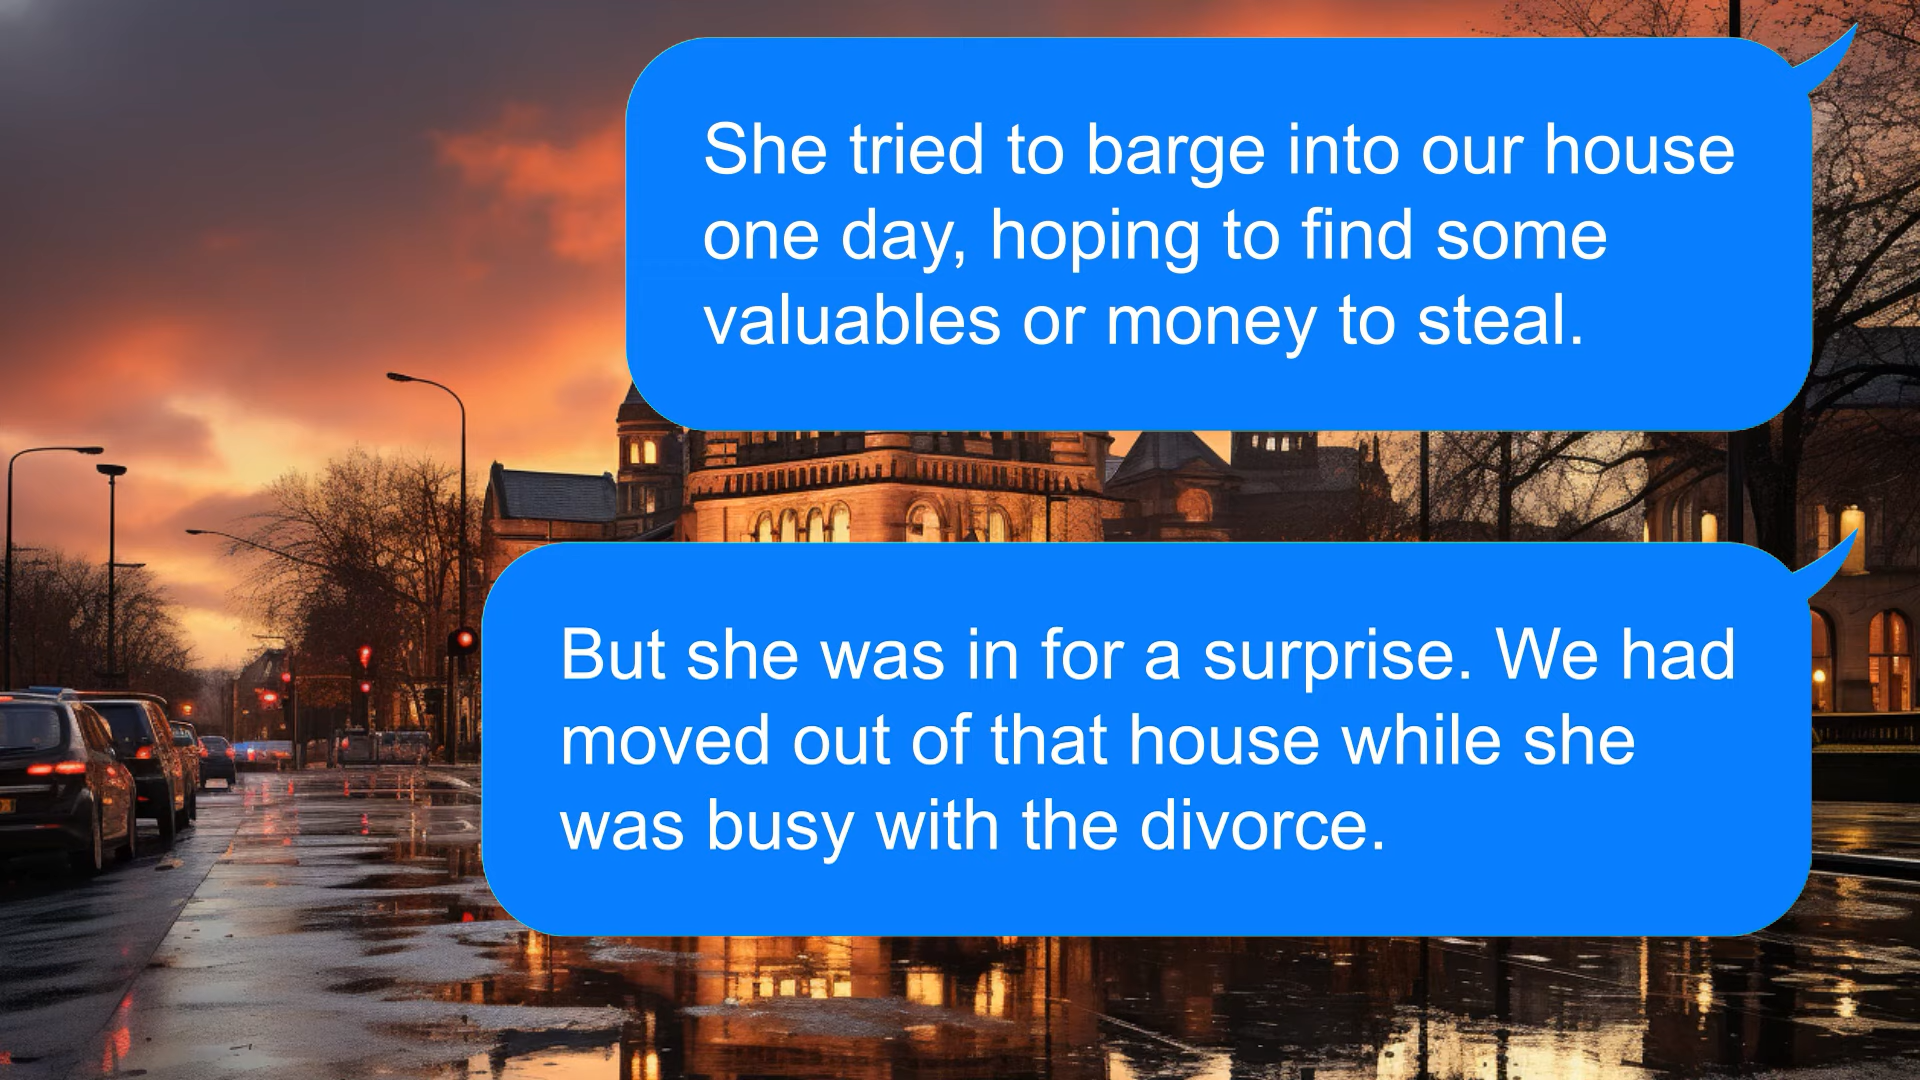 She tried to barge into our house
one day, hoping to find some
valuables or money to steal.
But she was in for a surprise. We had
moved out of that house while she
was busy with the divorce.